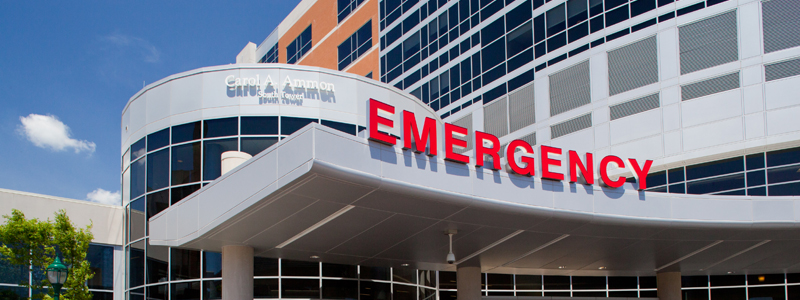 Carol A. Ammon
South Tower
EMERGENCY